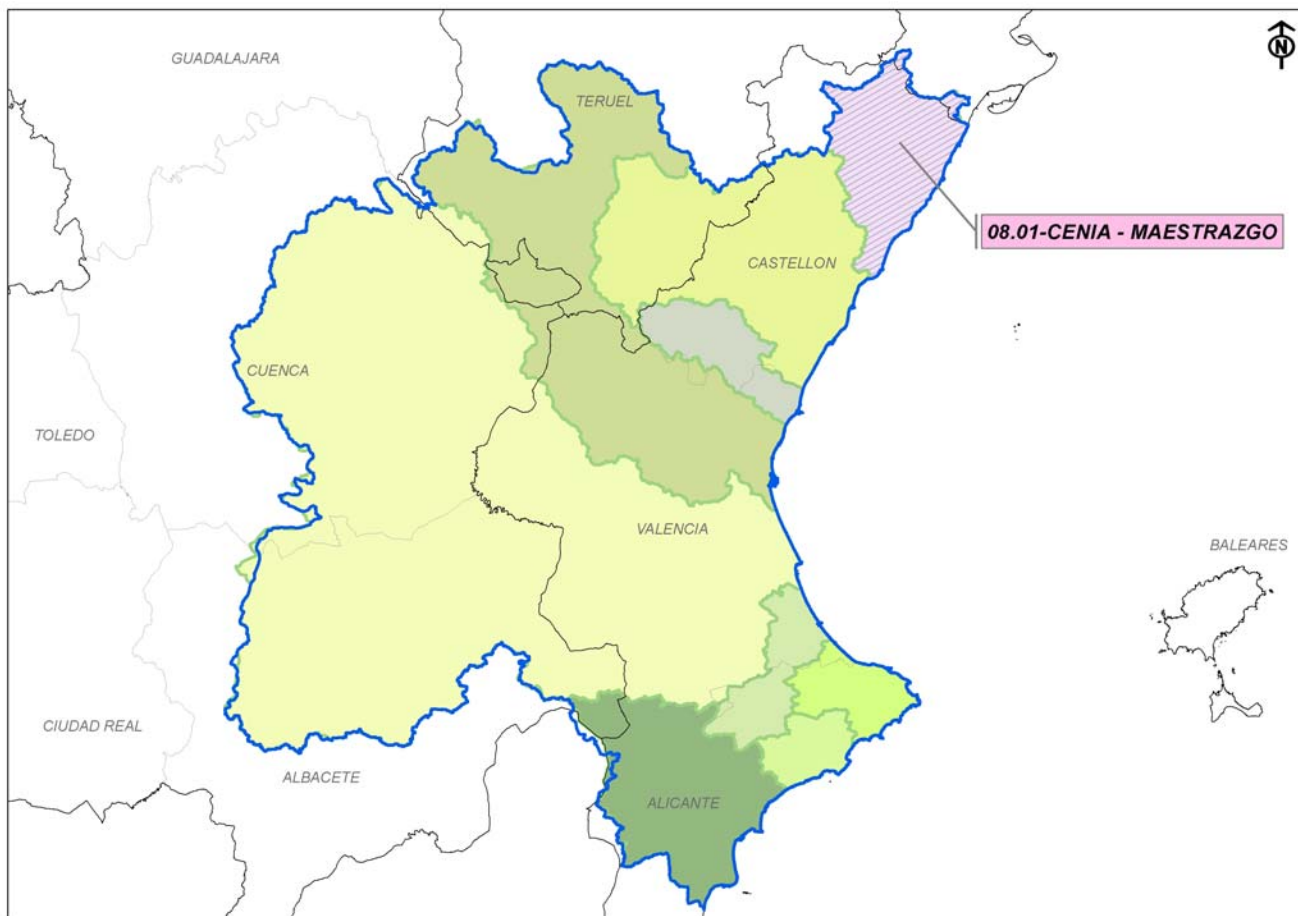 N
GUADALAJARA
TERUEL
08.01-CENIA - MAESTRAZGO
CASTELLON
CUENCA
TOLEDO
VALENCIA
BALEARES
CIUDAD REAL
ALBACETE
ALICANTE